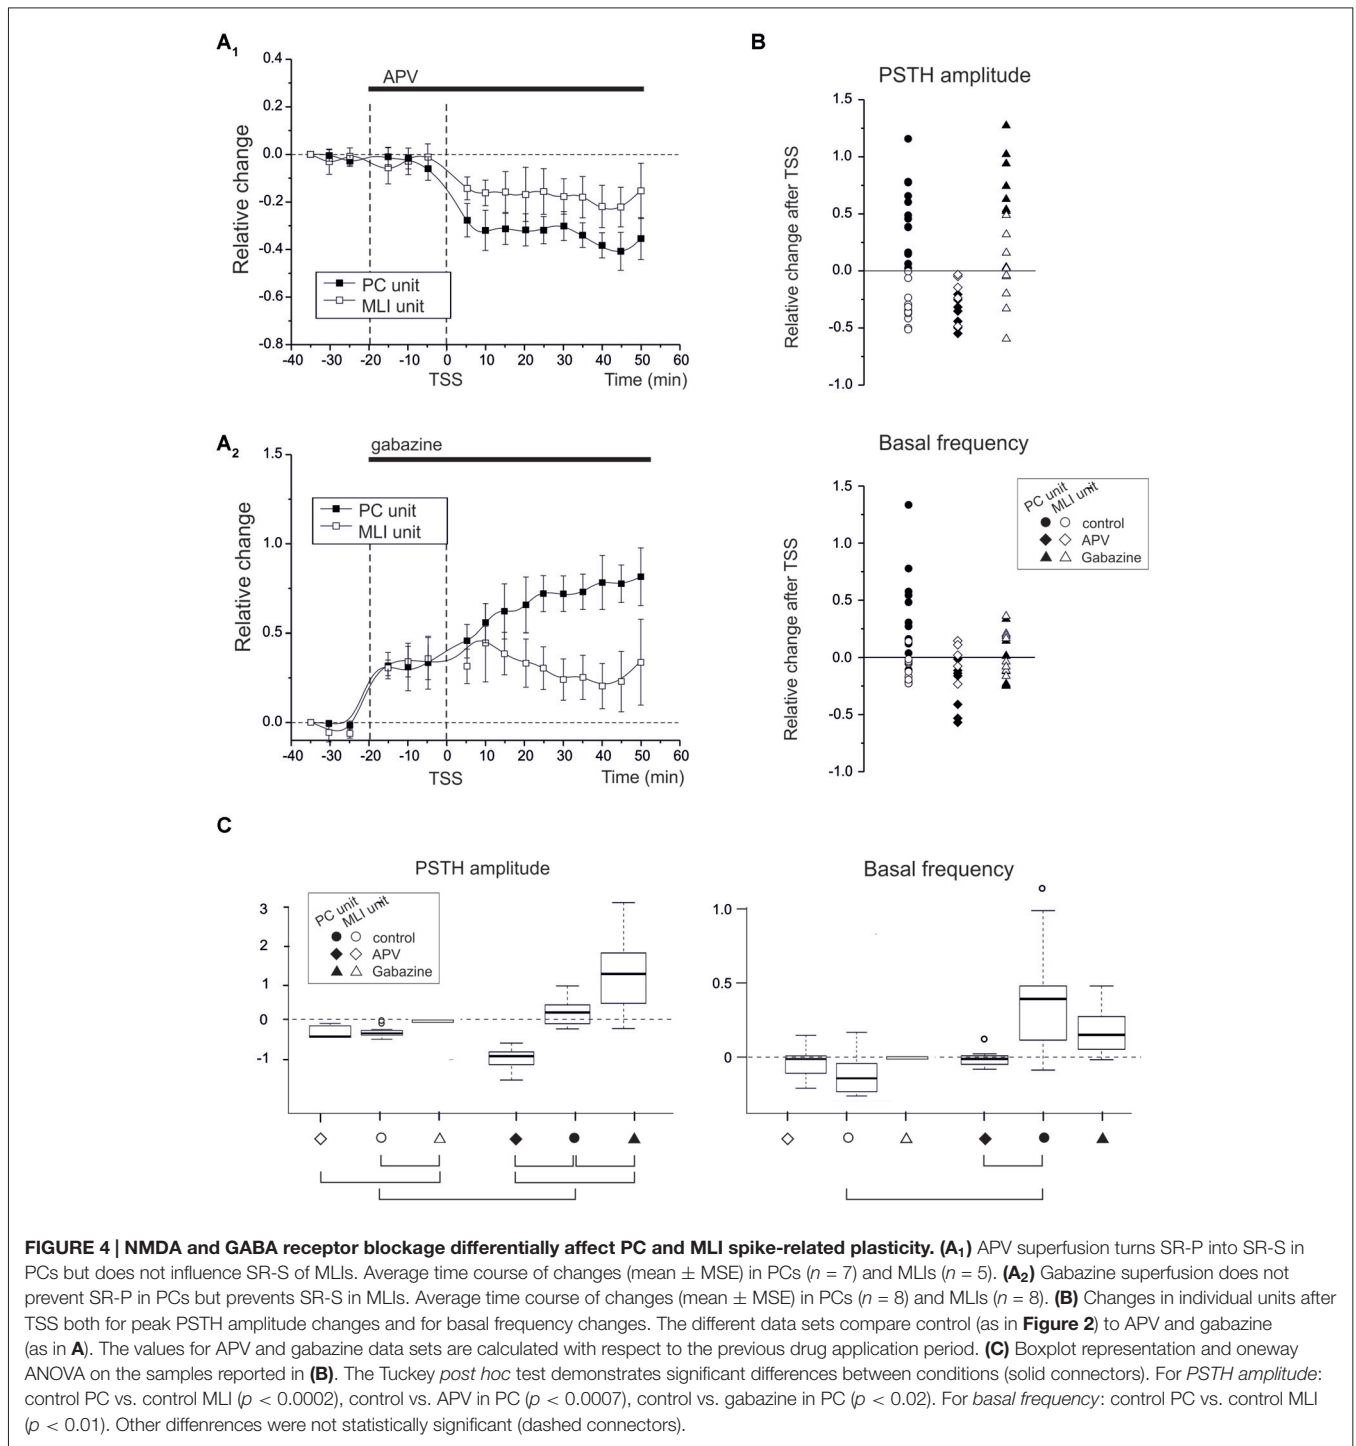 A1
0.4
APV
0.2
0.0
-0.2
-0.4
-0.6
-0.8
Relative change
PC unit
MLI unit
-40 -30 -20 -10 0 10 20 30 40 50 60
TSS Time (min)
B
PSTH amplitude
1.5
1.0
0.5
0.0
-0.5
-1.0
Relative change after TSS
A2
gabazine
1.5
1.0
0.5
0.0
Relative change
PC unit
MLI unit
-40 -30 -20 -10 0 10 20 30 40 50 60
TSS Time (min)
Basal frequency
1.5
1.0
0.5
0.0
-0.5
-1.0
Relative change after TSS
PC unit MLI unit
control
APV
Gabazine
C
PSTH amplitude
3
2
1
0
-1
PC unit MLI unit
control
APV
Gabazine
Basal frequency
1.0
0.5
0
FIGURE 4 | NMDA and GABA receptor blockage differentially affect PC and MLI spike-related plasticity. (A1) APV superfusion turns SR-P into SR-S in
PCs but does not influence SR-S of MLIs. Average time course of changes (mean ± MSE) in PCs (n = 7) and MLIs (n = 5). (A2) Gabazine superfusion does not
prevent SR-P in PCs but prevents SR-S in MLIs. Average time course of changes (mean ± MSE) in PCs (n = 8) and MLIs (n = 8). (B) Changes in individual units after
TSS both for peak PSTH amplitude changes and for basal frequency changes. The different data sets compare control (as in Figure 2) to APV and gabazine
(as in A). The values for APV and gabazine data sets are calculated with respect to the previous drug application period. (C) Boxplot representation and oneway
ANOVA on the samples reported in (B). The Tuckey post hoc test demonstrates significant differences between conditions (solid connectors). For PSTH amplitude:
control PC vs. control MLI (p < 0.0002), control vs. APV in PC (p < 0.0007), control vs. gabazine in PC (p < 0.02). For basal frequency: control PC vs. control MLI
(p < 0.01). Other diffenrences were not statistically significant (dashed connectors).